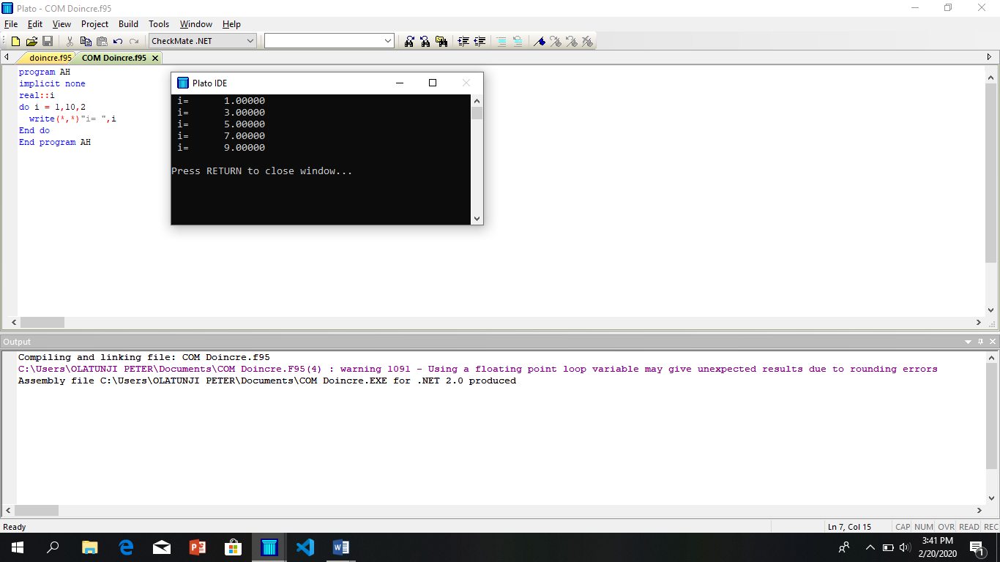 Plato - COM Doincre.f95
File Edit View Project Build Tools Window Help
CheckMate .NET
doincre.f95 COM Doincre.f95
program AH
implicit none
real::i
do i = 1,10,2
write(*,*)"i= ",i
End do
End program AH
Plato IDE
i= 1.00000
i= 3.00000
i= 5.00000
i= 7.00000
i= 9.00000
Press RETURN to close window...
Output
Compiling and linking file: COM Doincre.f95
C:\Users\OLATUNJI PETER\Documents\COM Doincre.F95(4) : warning 1091 - Using a floating point loop variable may give unexpected results due to rounding errors
Assembly file C:\Users\OLATUNJI PETER\Documents\COM Doincre.EXE for .NET 2.0 produced
Ready
Ln 7, Col 15
CAP NUM OVR READ REC
3:41 PM
2/20/2020
1